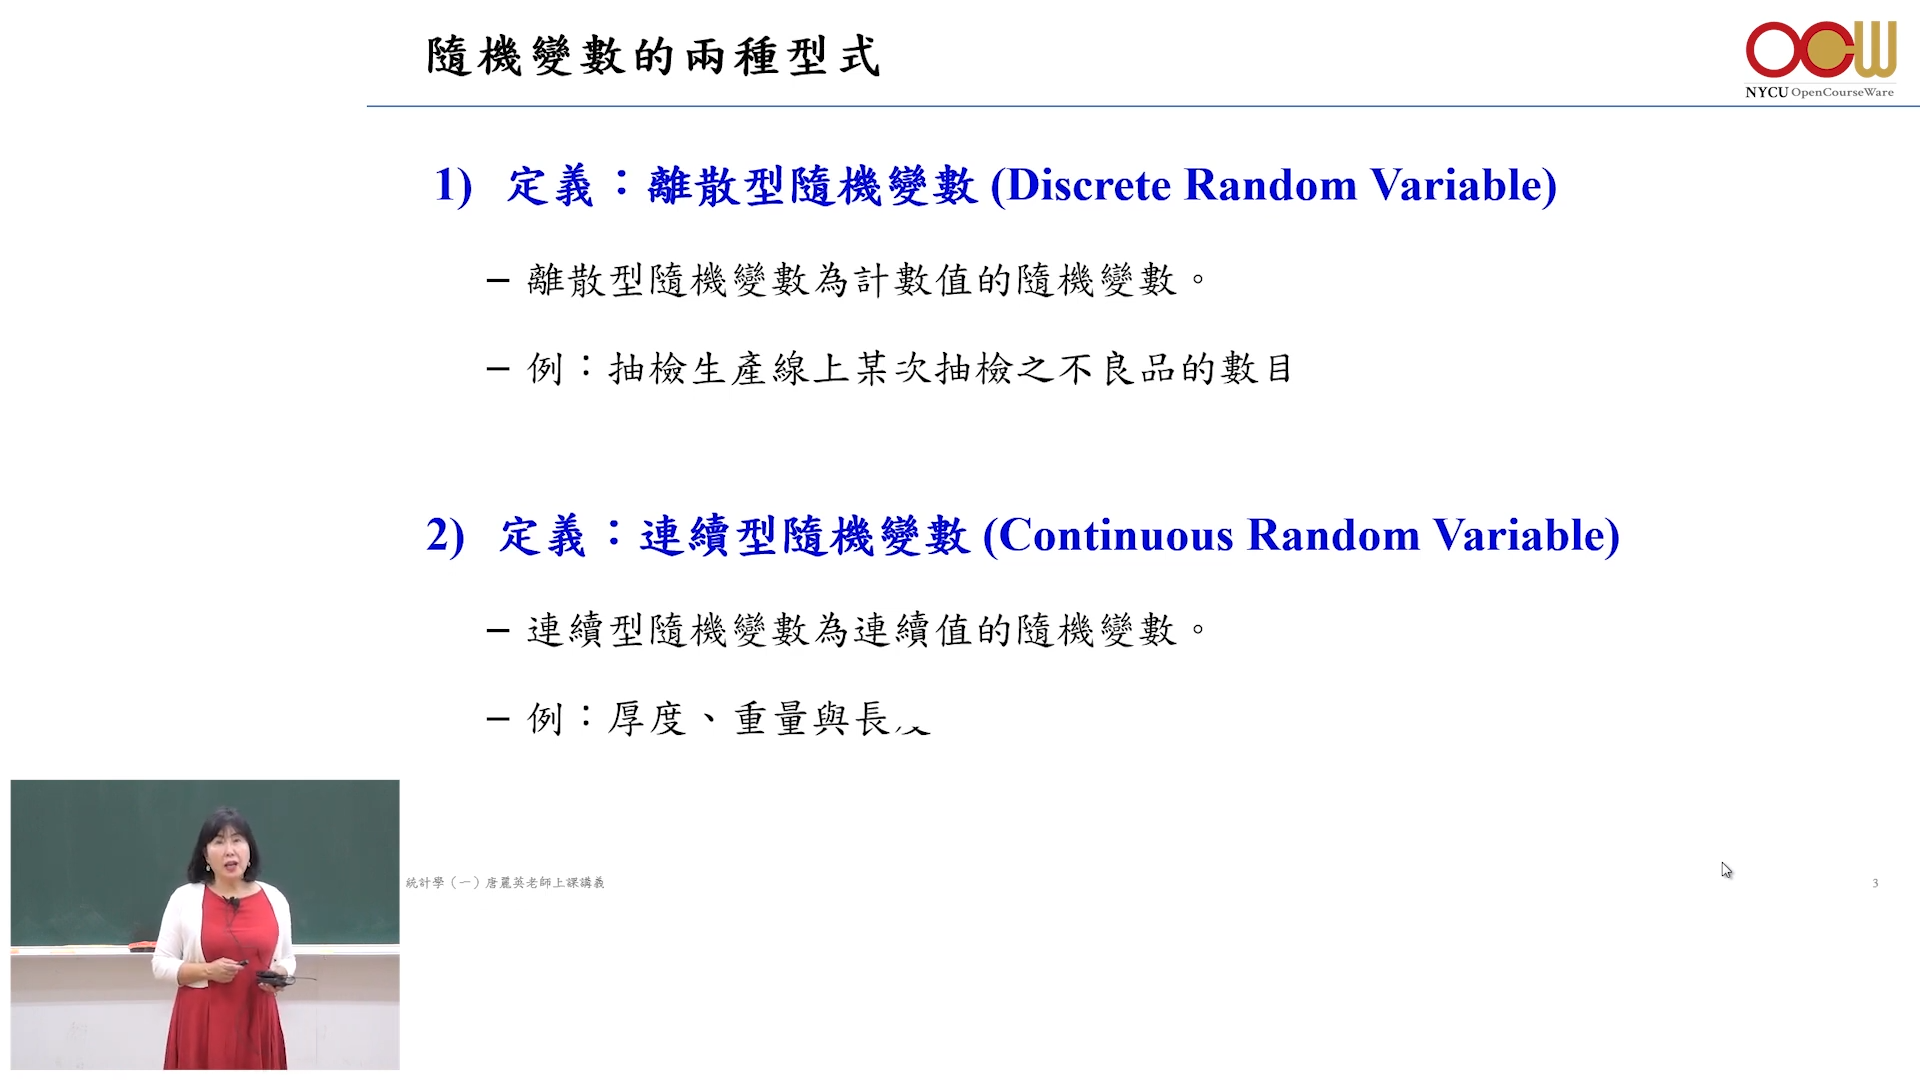 隨機變數的兩種型式
OCW
NYCU OpenCourseWare
1) 定義：離散型隨機變數 (Discrete Random Variable)
– 離散型隨機變數為計數值的隨機變數。
– 例：抽檢生產線上某次抽檢之不良品的數目
2) 定義：連續型隨機變數 (Continuous Random Variable)
– 連續型隨機變數為連續值的隨機變數。
– 例：厚度、重量與長
統計學（一）唐麗英老師上課講義
3